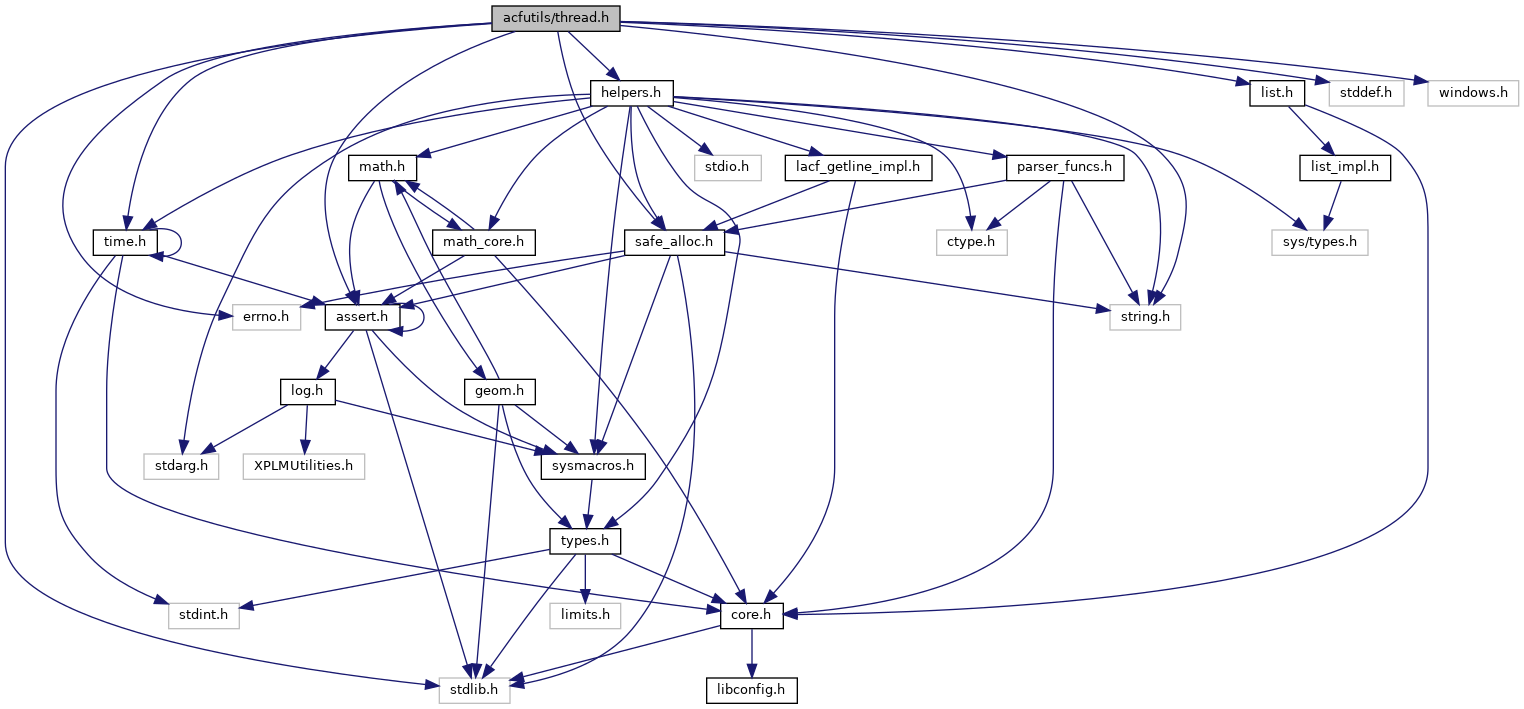 acfutils/thread.h
helpers.h
list.h
stddef.h
windows.h
math.h
stdio.h
lacf_getline_impl.h
parser_funcs.h
list_impl.h
time.h
math_core.h
safe_alloc.h
ctype.h
sys/types.h
errno.h
assert.h
string.h
log.h
geom.h
stdarg.h
XPLMUtilities.h
sysmacros.h
types.h
stdint.h
limits.h
core.h
stdlib.h
libconfig.h